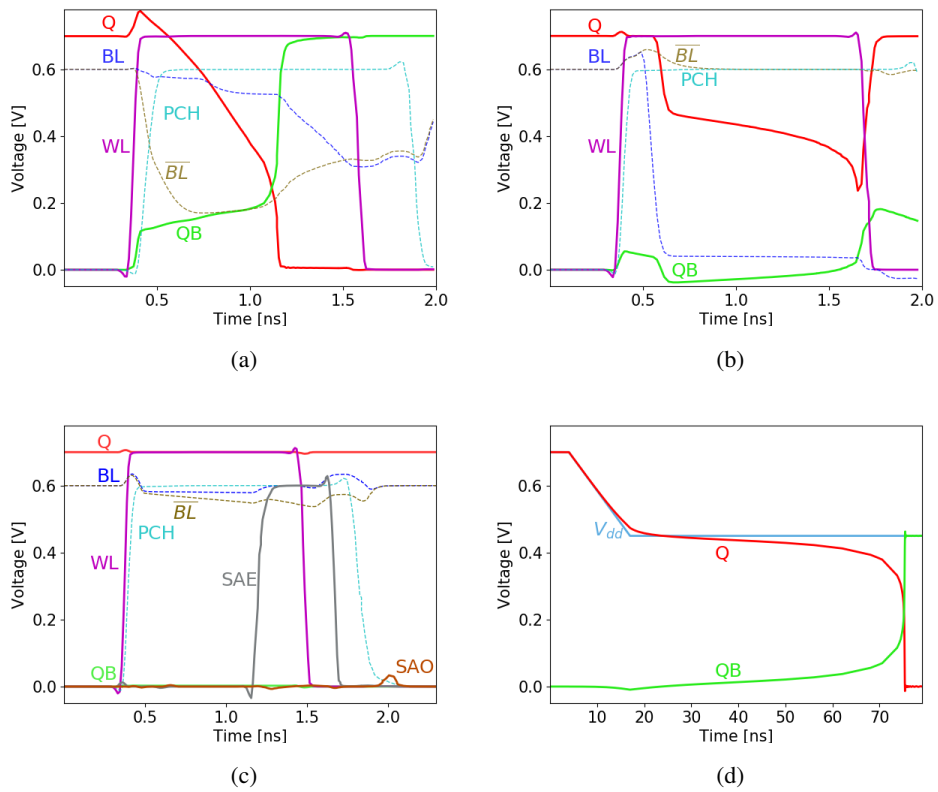 Q
BL
PCH
WL
BL
QB
0.6
0.4
0.2
0.0
Voltage [V]
0.5 1.0 1.5 2.0
Time [ns]
(a)
BL
BL
PCH
Q
WL
QB
0.6
0.4
0.2
0.0
Voltage [V]
0.5 1.0 1.5 2.0
Time [ns]
(b)
Q
BL
BL
PCH
WL
SAE
QB
SAO
0.6
0.4
0.2
0.0
Voltage [V]
0.5 1.0 1.5 2.0
Time [ns]
(c)
Vdd
Q
QB
0.6
0.4
0.2
0.0
Voltage [V]
10 20 30 40 50 60 70
Time [ns]
(d)